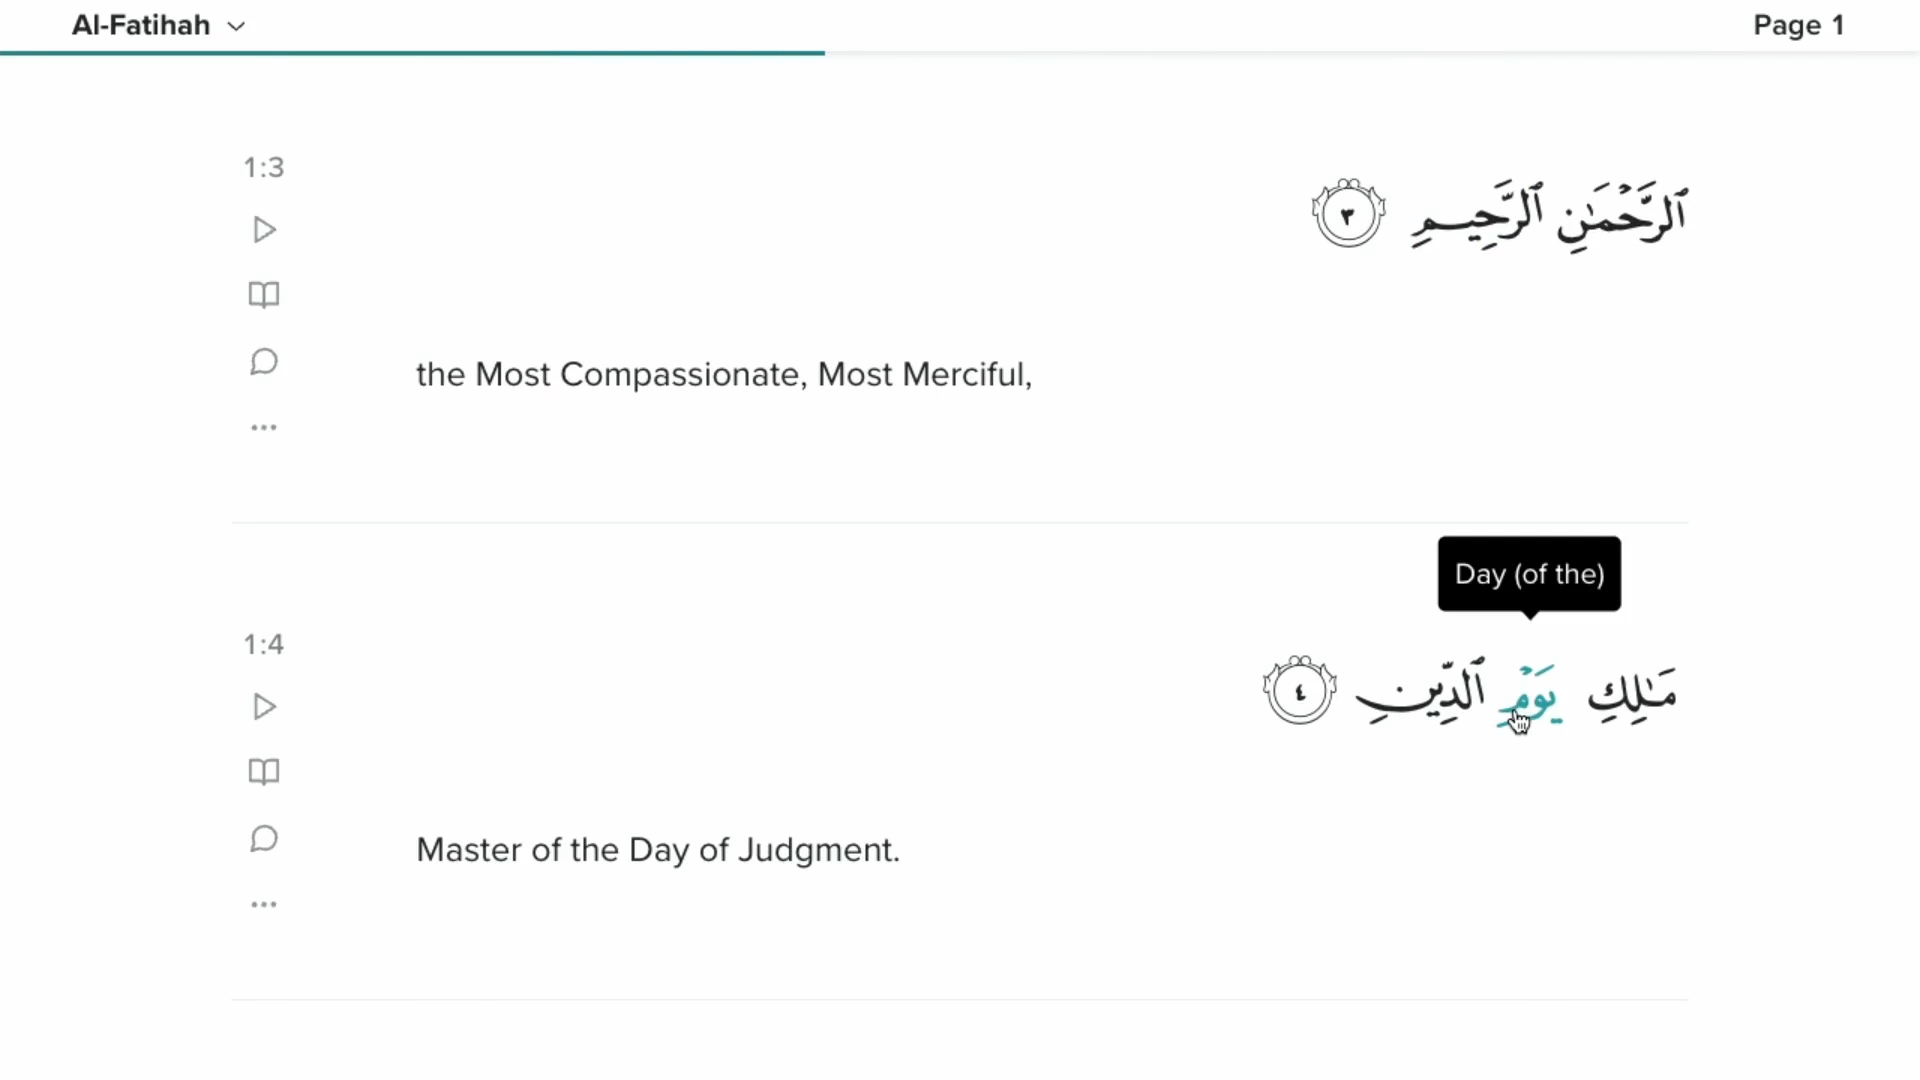 Al-Fatihah
Page 1
1:3
ٱلرَّحْمَـٰنِ ٱلرَّحِيمِ ٣
the Most Compassionate, Most Merciful,
Day (of the)
1:4
مَـٰلِكِ يَوْمِ ٱلدِّينِ ٤
Master of the Day of Judgment.